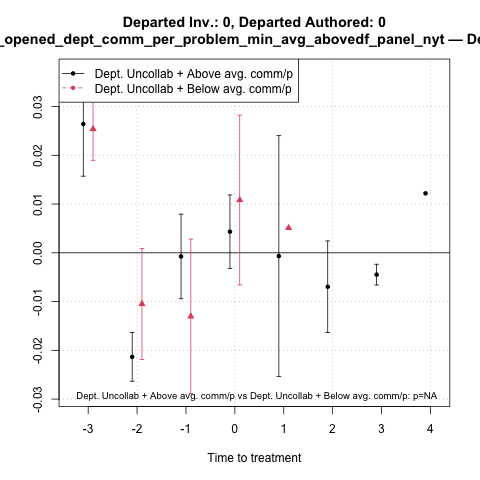 Departed Inv.: 0, Departed Authored: 0
_opened_dept_comm_per_problem_min_avg_abovedf_panel_nyt — De
Dept. Uncollab + Above avg. comm/p
Dept. Uncollab + Below avg. comm/p
0.03
0.02
0.01
0.00
-0.01
-0.02
-0.03
Dept. Uncollab + Above avg. comm/p vs Dept. Uncollab + Below avg. comm/p: p=NA
-3 -2 -1 0 1 2 3 4
Time to treatment